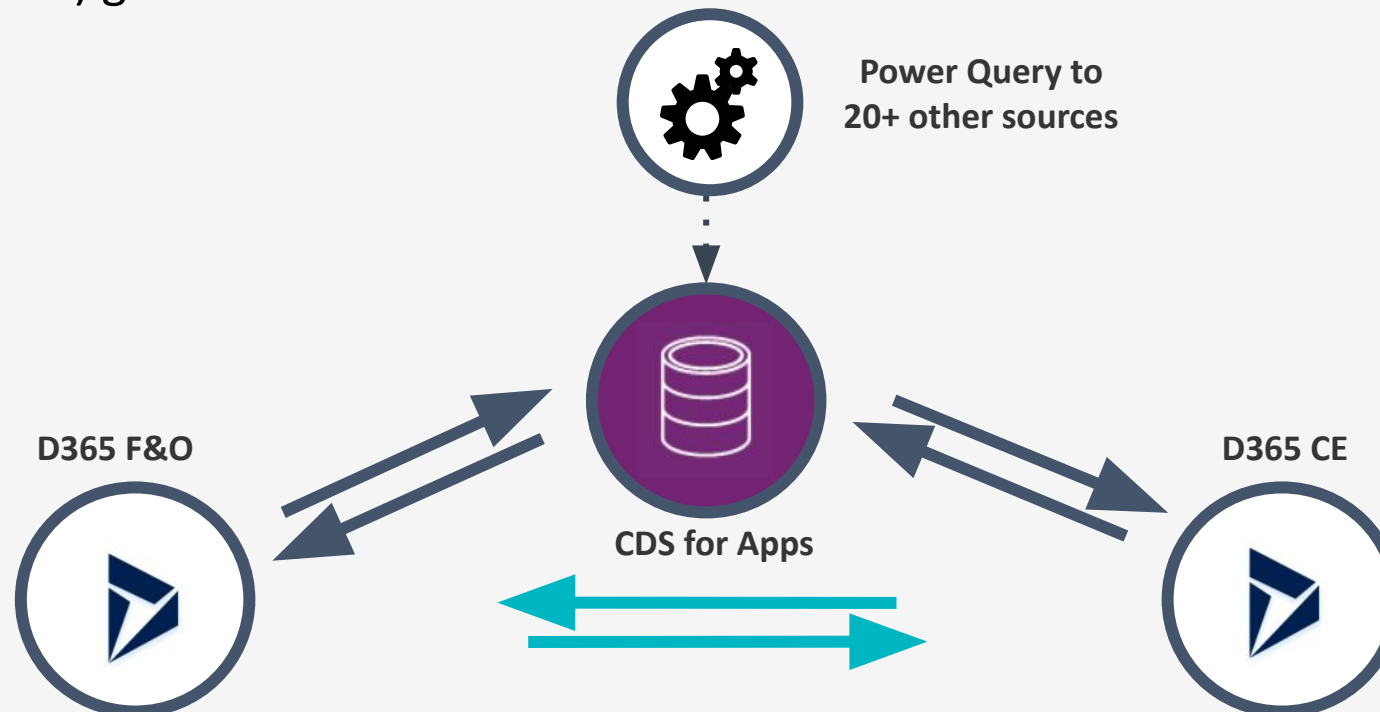 Power Query to
20+ other sources
D365 F&O
D365 CE
CDS for Apps